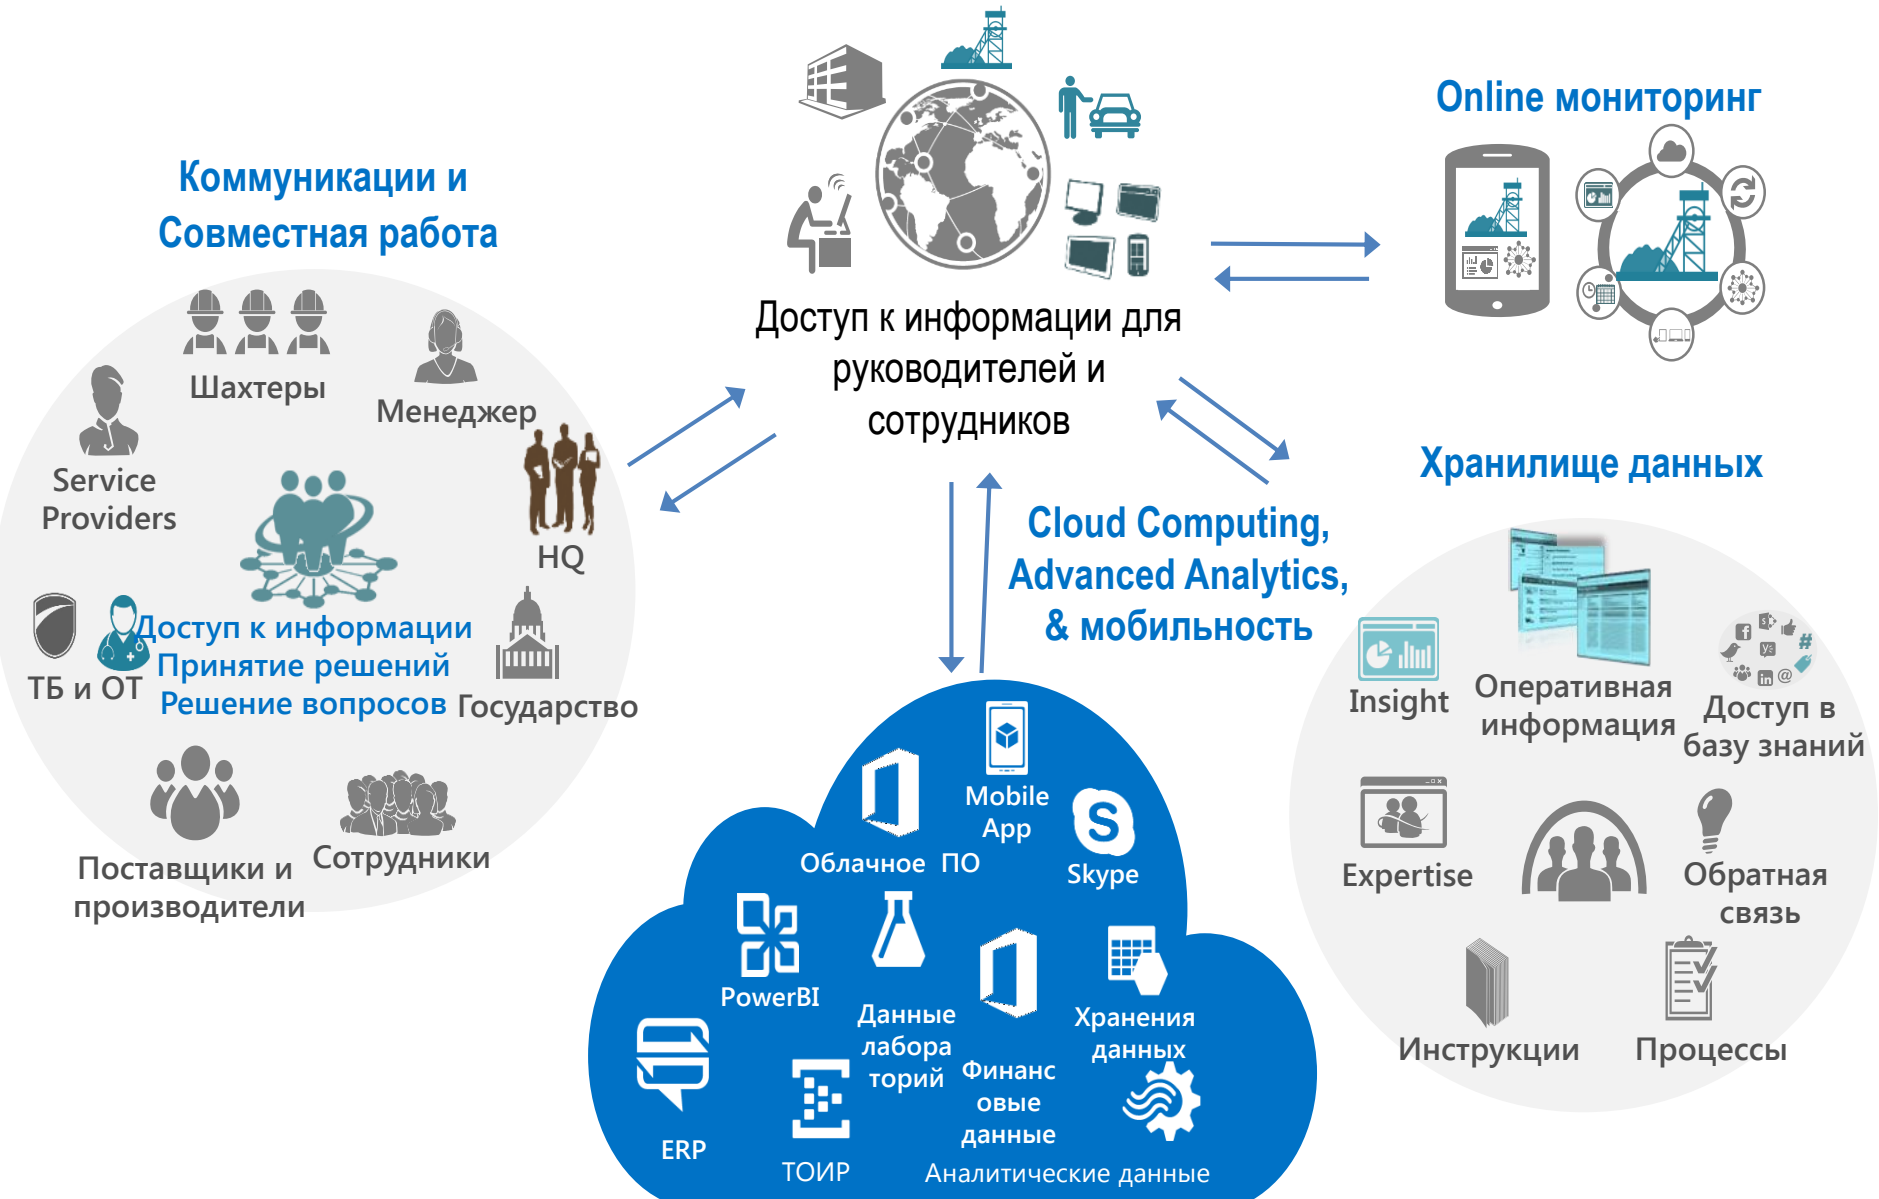 Коммуникации и
Совместная работа
Шахтеры
Менеджер
Service
Providers
HQ
Доступ к информации
Принятие решений
Решение вопросов
ТБ и ОТ
Государство
Поставщики и
производители
Сотрудники
Доступ к информации для
руководителей и
сотрудников
Online мониторинг
Cloud Computing,
Advanced Analytics,
& мобильность
Mobile
App
Облачное ПО
Skype
PowerBI
Данные
лабора
торий
Финанс
овые
данные
Хранения
данных
ERP
ТОИР
Аналитические данные
Хранилище данных
Insight
Оперативная
информация
Доступ в
базу знаний
Expertise
Обратная
связь
Инструкции
Процессы